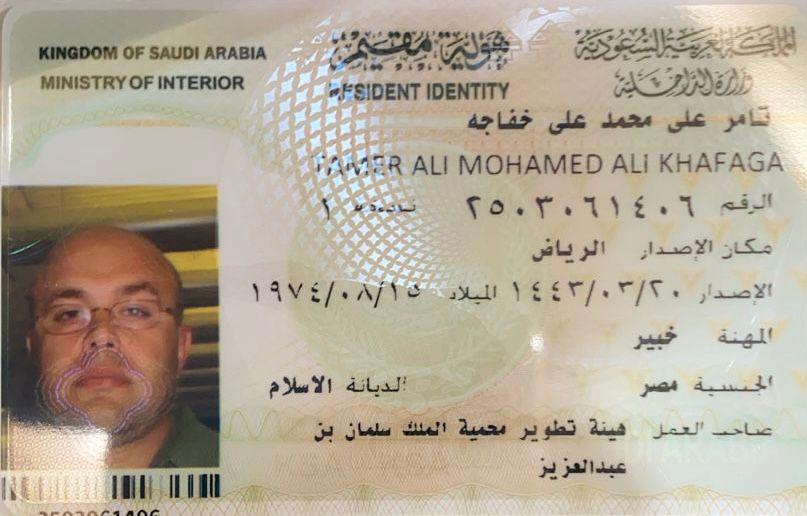 KINGDOM OF SAUDI ARABIA
MINISTRY OF INTERIOR
هوية مقيم
RESIDENT IDENTITY
المملكة العربية السعودية
وزارة الداخلية
تامر على محمد على خفاجه
TAMER ALI MOHAMED ALI KHAFAGA
الرقم ٢٥٠٣٠٦١٤٠٦ ١
مكان الإصدار الرياض
الإصدار ١٤٤٣/٠٣/٢٠ الميلاد ١٩٧٤/٠٨/١٥
المهنة خبير
الجنسية مصر الديانة الاسلام
صاحب العمل هيئة تطوير محمية الملك سلمان بن
عبدالعزيز
2503061406